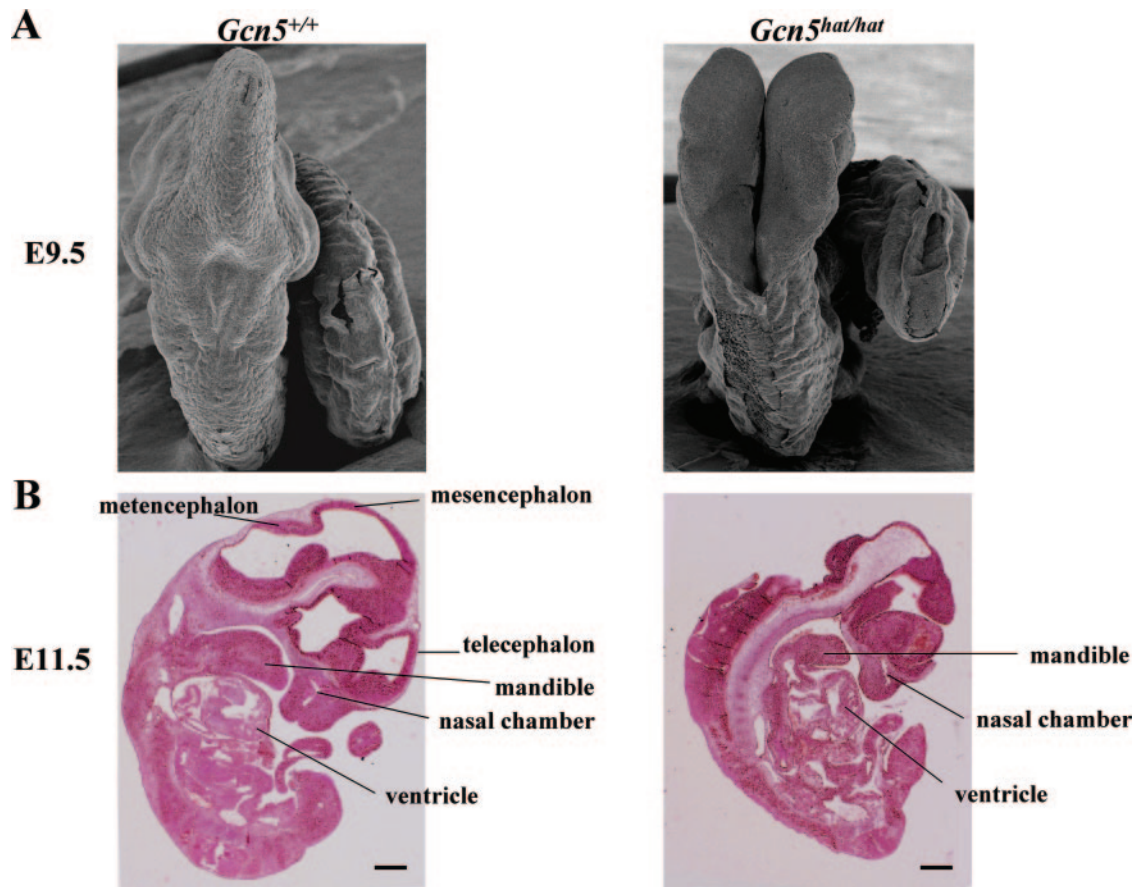 A
Gcn5+/+
Gcn5hat/hat
E9.5
B
metencephalon
mesencephalon
E11.5
telecephalon
mandible
nasal chamber
ventricle
mandible
nasal chamber
ventricle